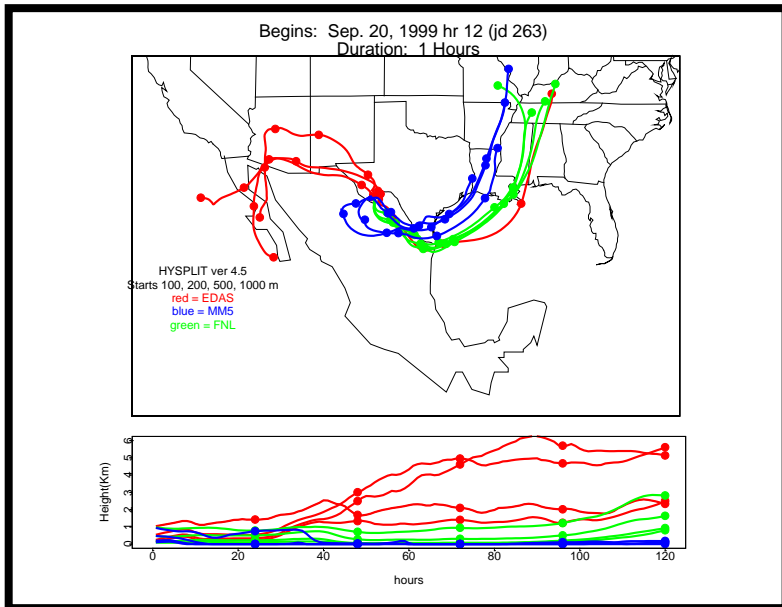 Begins: Sep. 20, 1999 hr 12 (jd 263)
Duration: 1 Hours
HYSPLIT ver 4.5
Starts 100, 200, 500, 1000 m
red = EDAS
blue = MM5
green = FNL
Height(Km)
6
5
4
3
2
1
0
0 20 40 60 80 100 120
hours